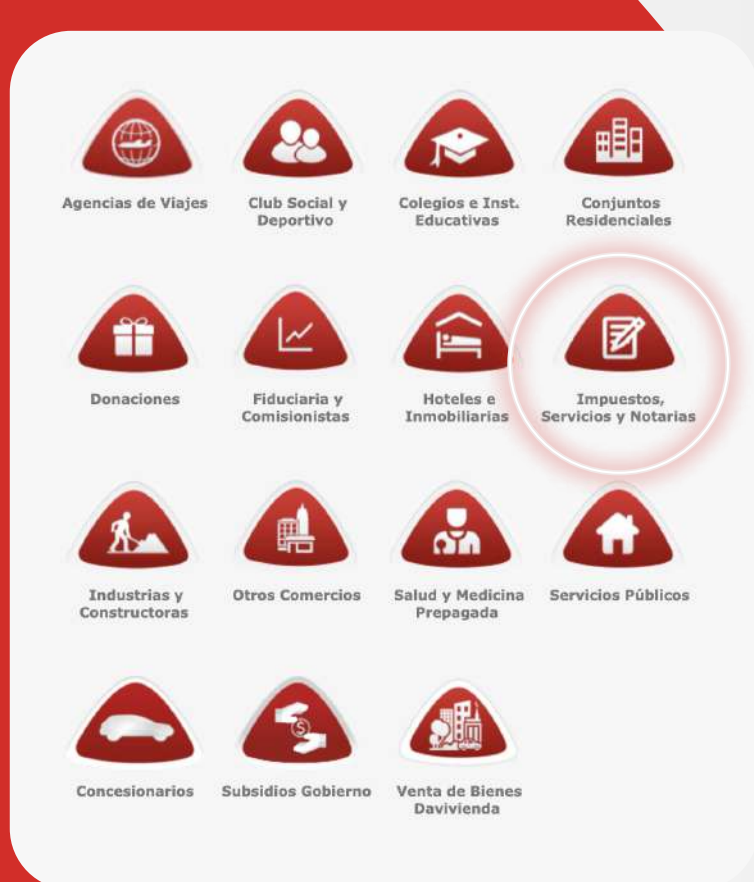 Agencias de Viajes
Club Social y
Deportivo
Colegios e Inst.
Educativas
Conjuntos
Residenciales
Donaciones
Fiduciaria y
Comisionistas
Hoteles e
Inmobiliarias
Impuestos,
Servicios y Notarias
Industrias y
Constructoras
Otros Comercios
Salud y Medicina
Prepagada
Servicios Públicos
Concesionarios
Subsidios Gobierno
Venta de Bienes
Davivienda